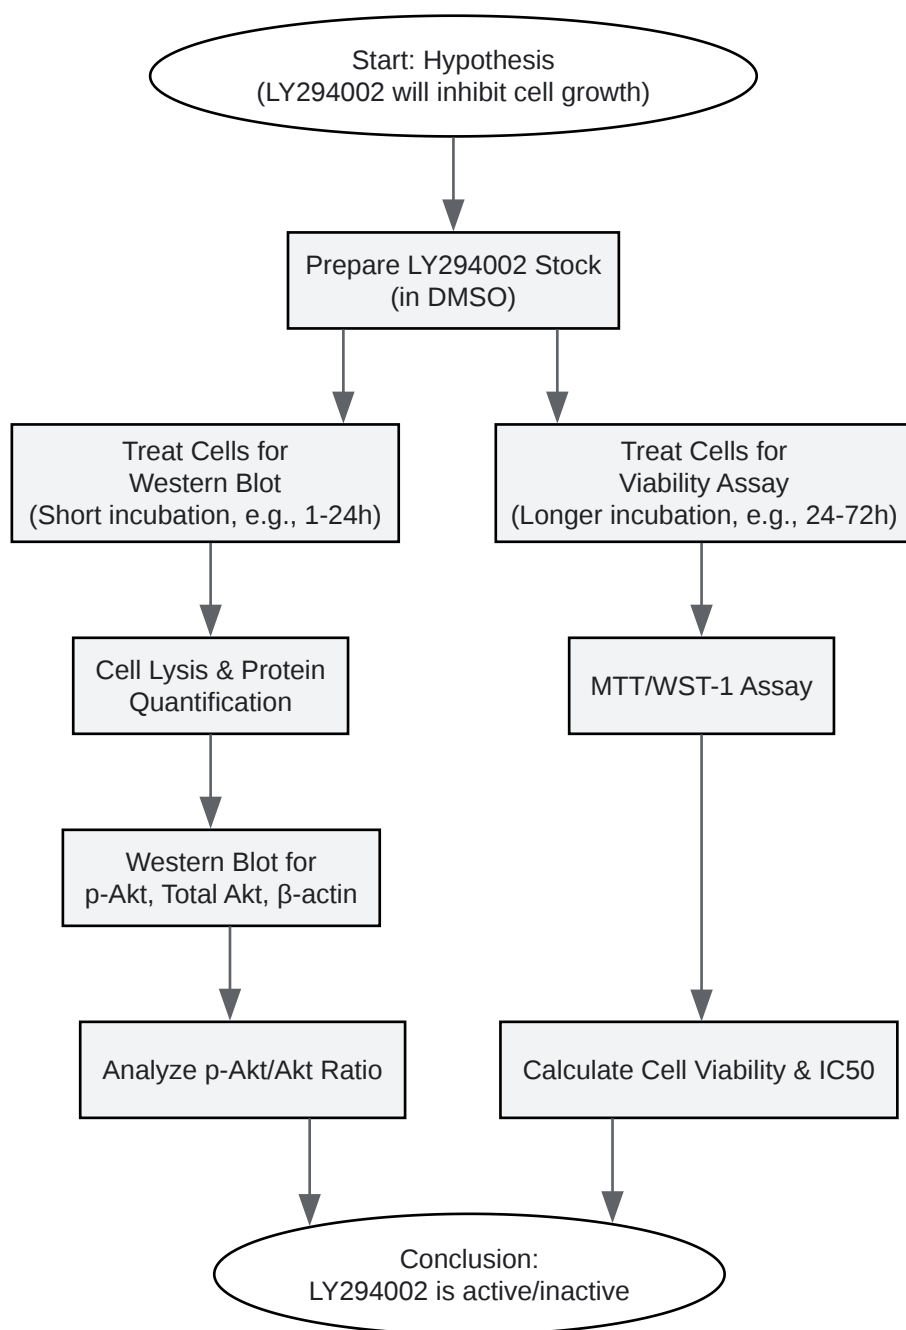 Start: Hypothesis
(LY294002 will inhibit cell growth)
Prepare LY294002 Stock
(in DMSO)
Treat Cells for
Western Blot
(Short incubation, e.g., 1-24h)
Treat Cells for
Viability Assay
(Longer incubation, e.g., 24-72h)
Cell Lysis & Protein
Quantification
MTT/WST-1 Assay
Western Blot for
p-Akt, Total Akt, β-actin
Analyze p-Akt/Akt Ratio
Calculate Cell Viability & IC50
Conclusion:
LY294002 is active/inactive